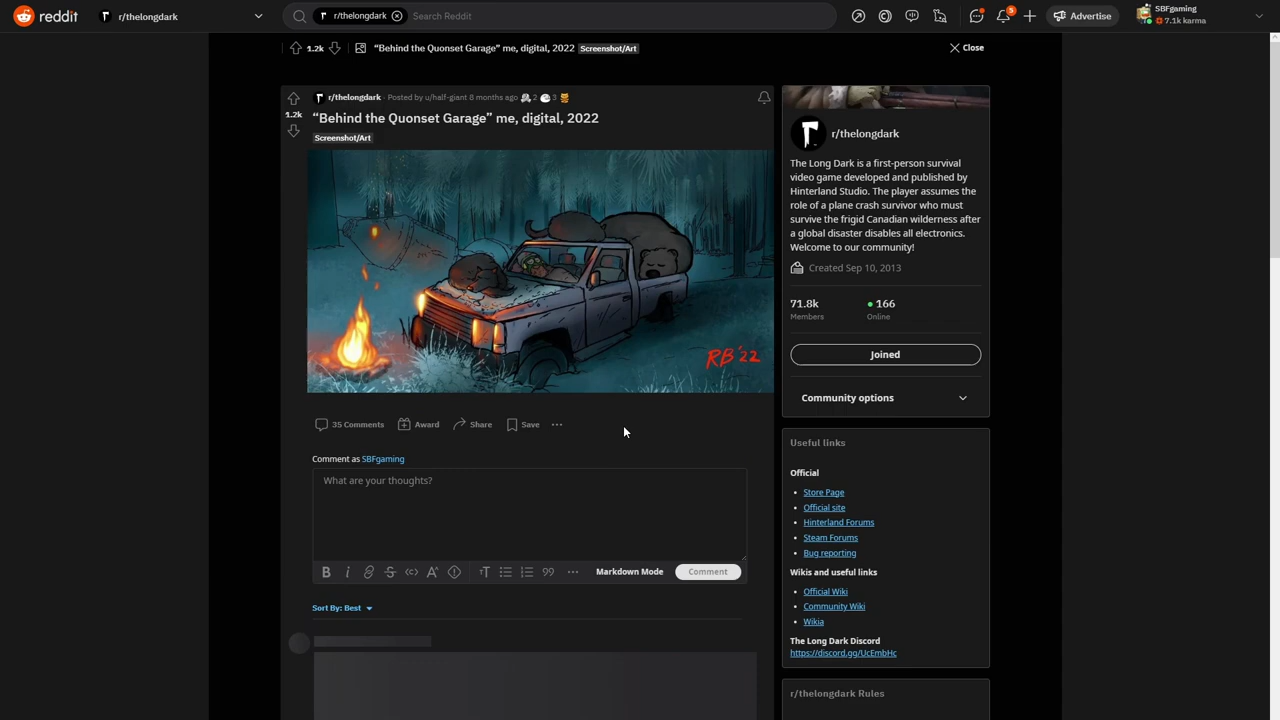 reddit
r/thelongdark
r/thelongdark
Search Reddit
5
Advertise
SBFgaming
7.1k karma
1.2k
“Behind the Quonset Garage” me, digital, 2022 Screenshot/Art
Close
r/thelongdark · Posted by u/half-giant 8 months ago 2 3
1.2k
“Behind the Quonset Garage” me, digital, 2022
Screenshot/Art
RB '22
35 Comments
Award
Share
Save
Comment as SBFgaming
What are your thoughts?
Markdown Mode
Comment
Sort By: Best
r/thelongdark
The Long Dark is a first-person survival
video game developed and published by
Hinterland Studio. The player assumes the
role of a plane crash survivor who must
survive the frigid Canadian wilderness after
a global disaster disables all electronics.
Welcome to our community!
Created Sep 10, 2013
71.8k
Members
166
Online
Joined
Community options
Useful links
Official
Store Page
Official site
Hinterland Forums
Steam Forums
Bug reporting
Wikis and useful links
Official Wiki
Community Wiki
Wikia
The Long Dark Discord
https://discord.gg/UcEmbHc
r/thelongdark Rules